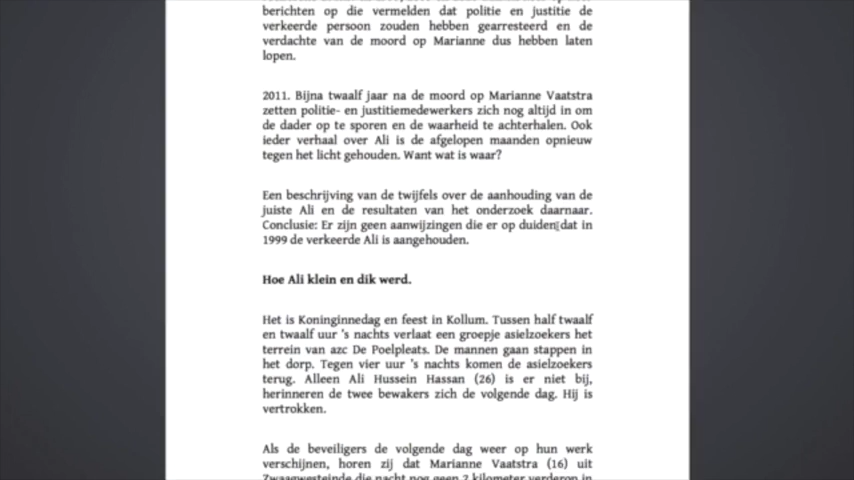 berichten op die vermelden dat politie en justitie de
verkeerde persoon zouden hebben gearresteerd en de
verdachte van de moord op Marianne dus hebben laten
lopen.
2011. Bijna twaalf jaar na de moord op Marianne Vaatstra
zetten politie- en justitiemedewerkers zich nog altijd in om
de dader op te sporen en de waarheid te achterhalen. Ook
ieder verhaal over Ali is de afgelopen maanden opnieuw
tegen het licht gehouden. Want wat is waar?
Een beschrijving van de twijfels over de aanhouding van de
juiste Ali en de resultaten van het onderzoek daarnaar.
Conclusie: Er zijn geen aanwijzingen die er op duiden dat in
1999 de verkeerde Ali is aangehouden.
Hoe Ali klein en dik werd.
Het is Koninginnedag en feest in Kollum. Tussen half twaalf
en twaalf uur 's nachts verlaat een groepje asielzoekers het
terrein van azc De Poelpleats. De mannen gaan stappen in
het dorp. Tegen vier uur 's nachts komen de asielzoekers
terug. Alleen Ali Hussein Hassan (26) is er niet bij,
herinneren de twee bewakers zich de volgende dag. Hij is
vertrokken.
Als de beveiligers de volgende dag weer op hun werk
verschijnen, horen zij dat Marianne Vaatstra (16) uit
Zwaagwesteinde die nacht nog geen 2 kilometer verderop in